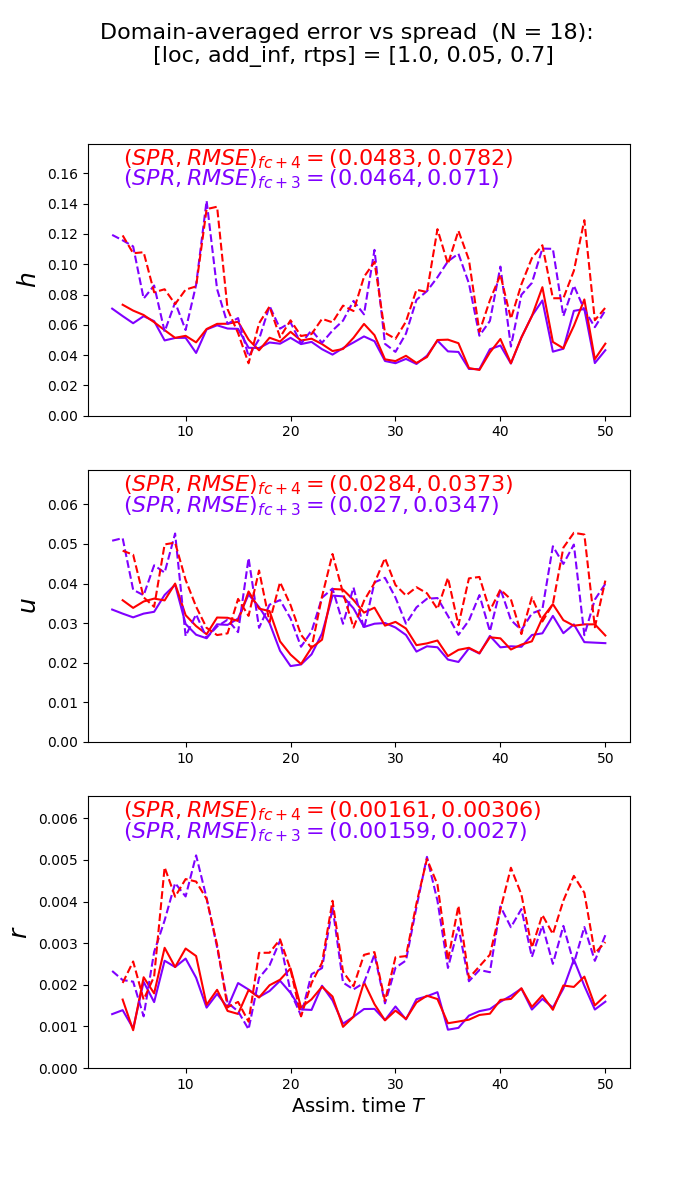 Domain-averaged error vs spread (N = 18):
[loc, add_inf, rtps] = [1.0, 0.05, 0.7]
(SPR, RMSE)fc+4 = (0.0483, 0.0782)
(SPR, RMSE)fc+3 = (0.0464, 0.071)
0.16
0.14
0.12
0.10
0.08
0.06
0.04
0.02
0.00
h
10 20 30 40 50
(SPR, RMSE)fc+4 = (0.0284, 0.0373)
(SPR, RMSE)fc+3 = (0.027, 0.0347)
0.06
0.05
0.04
0.03
0.02
0.01
0.00
u
10 20 30 40 50
(SPR, RMSE)fc+4 = (0.00161, 0.00306)
(SPR, RMSE)fc+3 = (0.00159, 0.0027)
0.006
0.005
0.004
0.003
0.002
0.001
0.000
r
10 20 30 40 50
Assim. time T